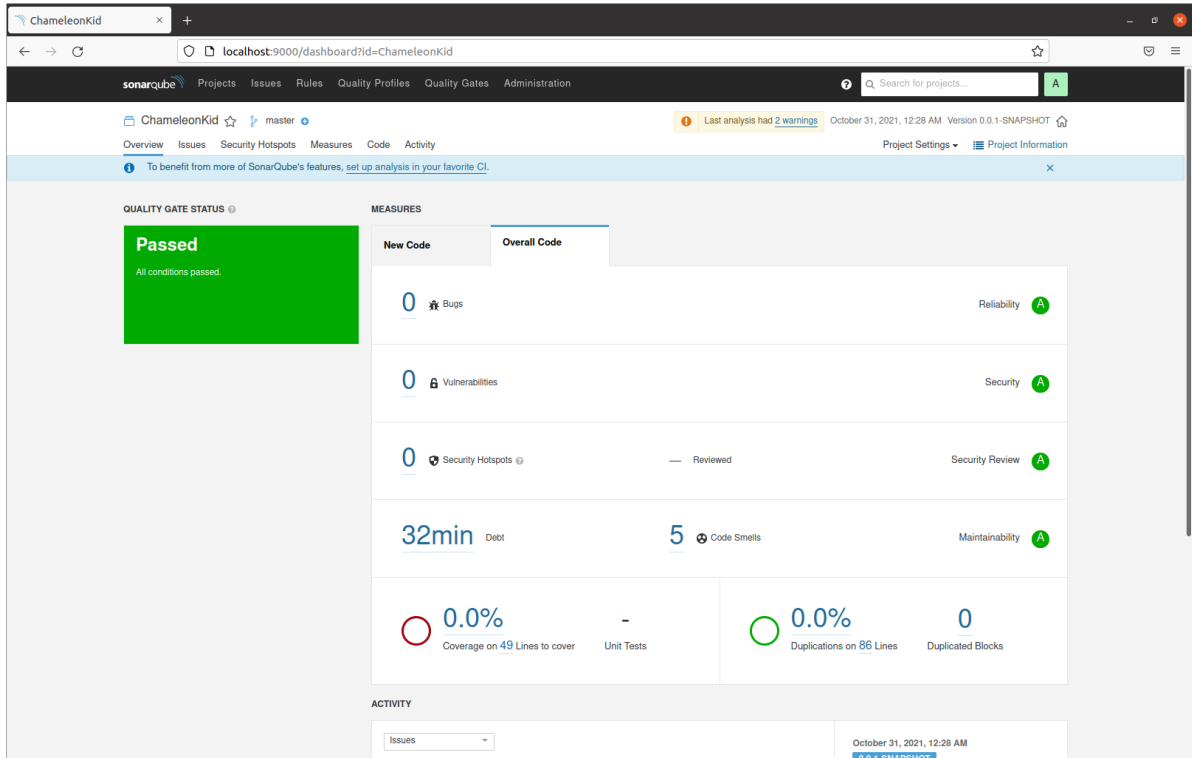 ChameleonKid
localhost:9000/dashboard?id=ChameleonKid
sonarqube Projects Issues Rules Quality Profiles Quality Gates Administration Search for projects... A
ChameleonKid master Last analysis had 2 warnings October 31, 2021, 12:28 AM Version 0.0.1-SNAPSHOT
Overview Issues Security Hotspots Measures Code Activity Project Settings Project Information
To benefit from more of SonarQube's features, set up analysis in your favorite CI.
QUALITY GATE STATUS MEASURES
Passed
All conditions passed.
New Code Overall Code
0 Bugs Reliability A
0 Vulnerabilities Security A
0 Security Hotspots — Reviewed Security Review A
32min Debt 5 Code Smells Maintainability A
0.0% - 0.0% 0
Coverage on 49 Lines to cover Unit Tests Duplications on 86 Lines Duplicated Blocks
ACTIVITY
Issues October 31, 2021, 12:28 AM
0.0.1-SNAPSHOT